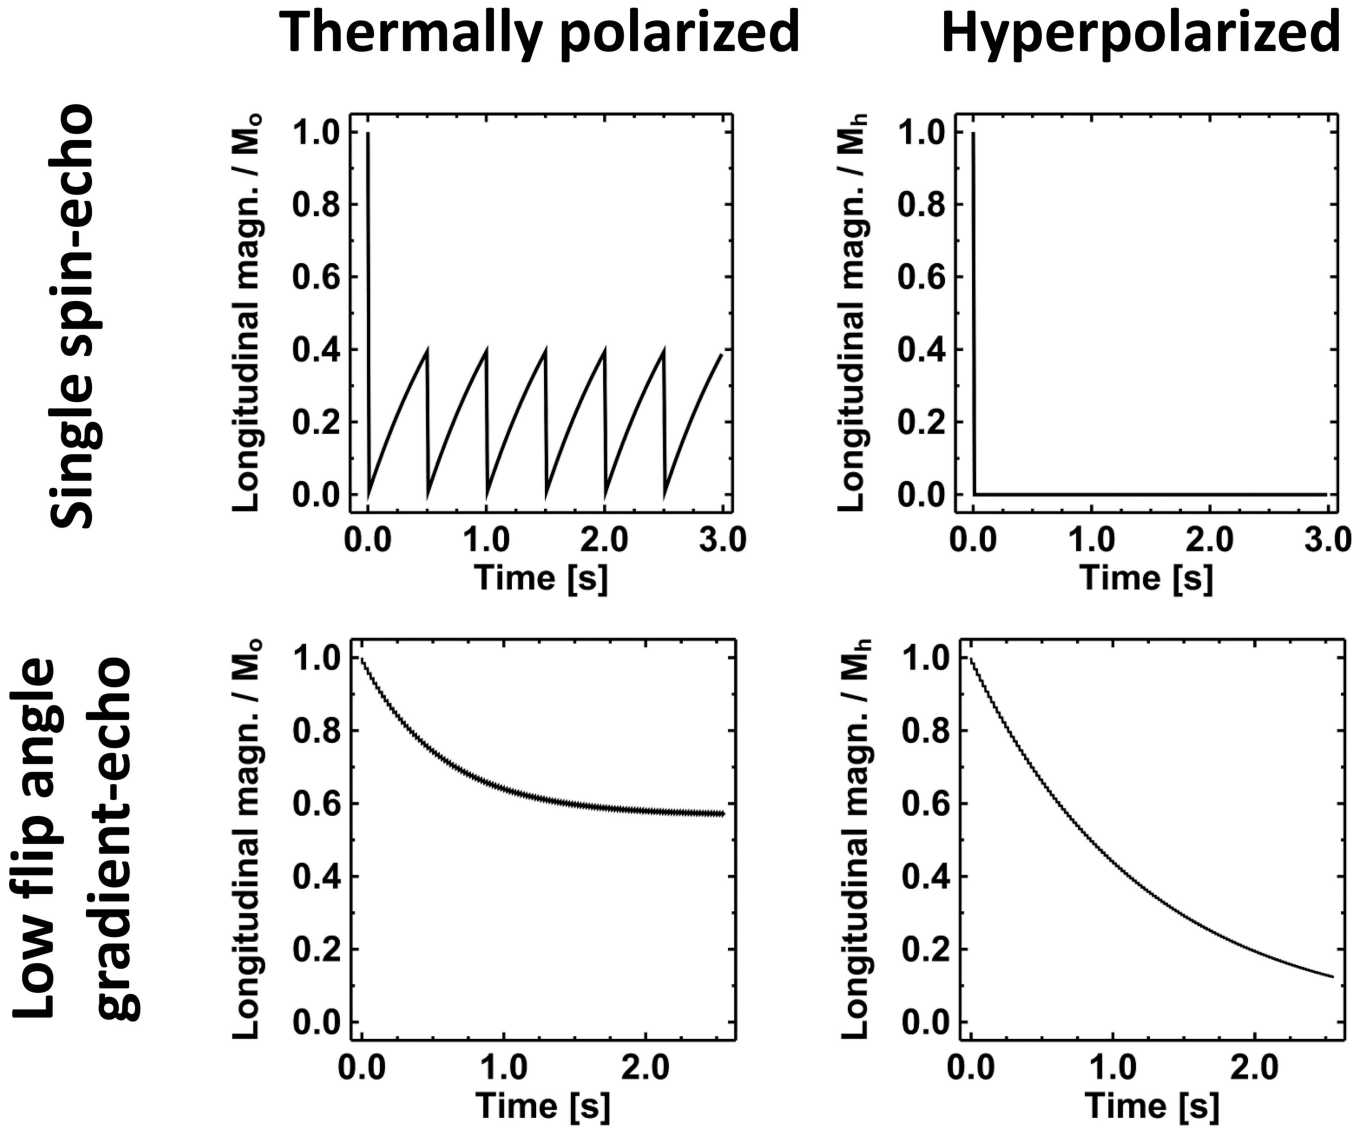 Thermally polarized
Hyperpolarized
Single spin-echo
Longitudinal magn. / Mo
1.0
0.8
0.6
0.4
0.2
0.0
0.0 1.0 2.0 3.0
Time [s]
Longitudinal magn. / Mh
1.0
0.8
0.6
0.4
0.2
0.0
0.0 1.0 2.0 3.0
Time [s]
Low flip angle
gradient-echo
Longitudinal magn. / Mo
1.0
0.8
0.6
0.4
0.2
0.0
0.0 1.0 2.0
Time [s]
Longitudinal magn. / Mh
1.0
0.8
0.6
0.4
0.2
0.0
0.0 1.0 2.0
Time [s]